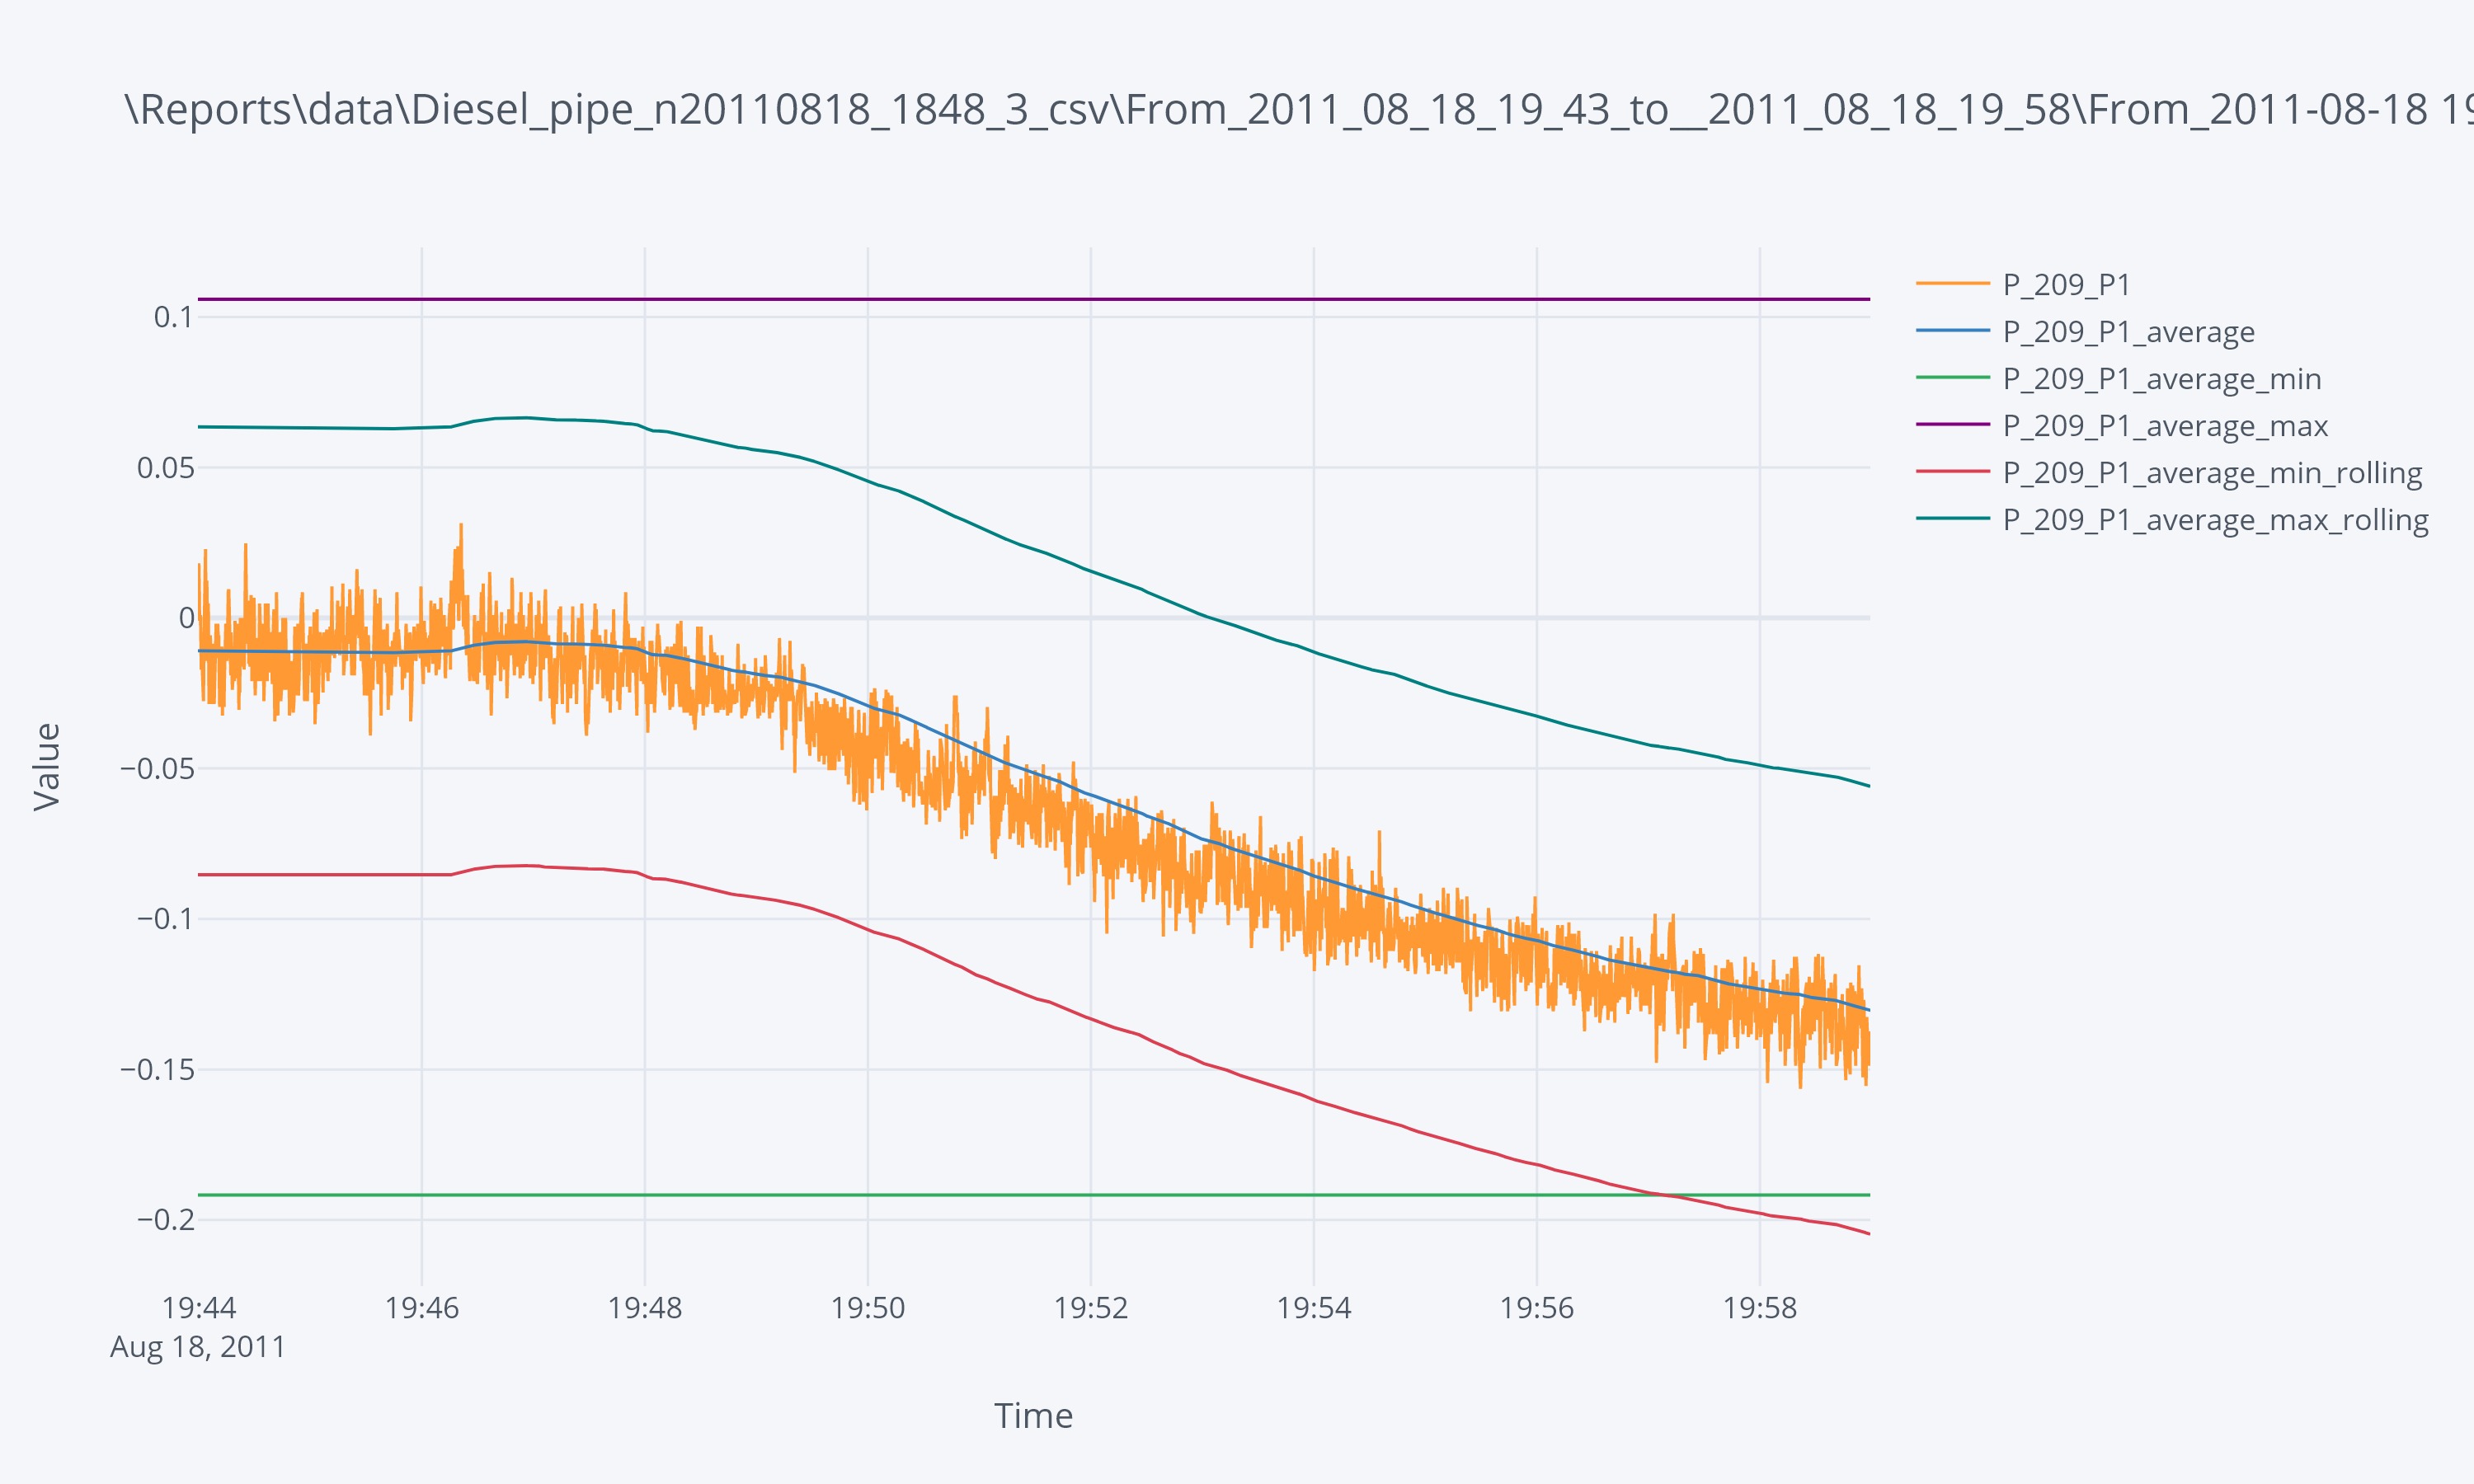 \Reports\data\Diesel_pipe_n20110818_1848_3_csv\From_2011_08_18_19_43_to__2011_08_18_19_58\From_2011-08-18 19
P_209_P1
P_209_P1_average
P_209_P1_average_min
P_209_P1_average_max
P_209_P1_average_min_rolling
P_209_P1_average_max_rolling
0.1
0.05
0
−0.05
−0.1
−0.15
−0.2
Value
19:44 19:46 19:48 19:50 19:52 19:54 19:56 19:58
Aug 18, 2011
Time